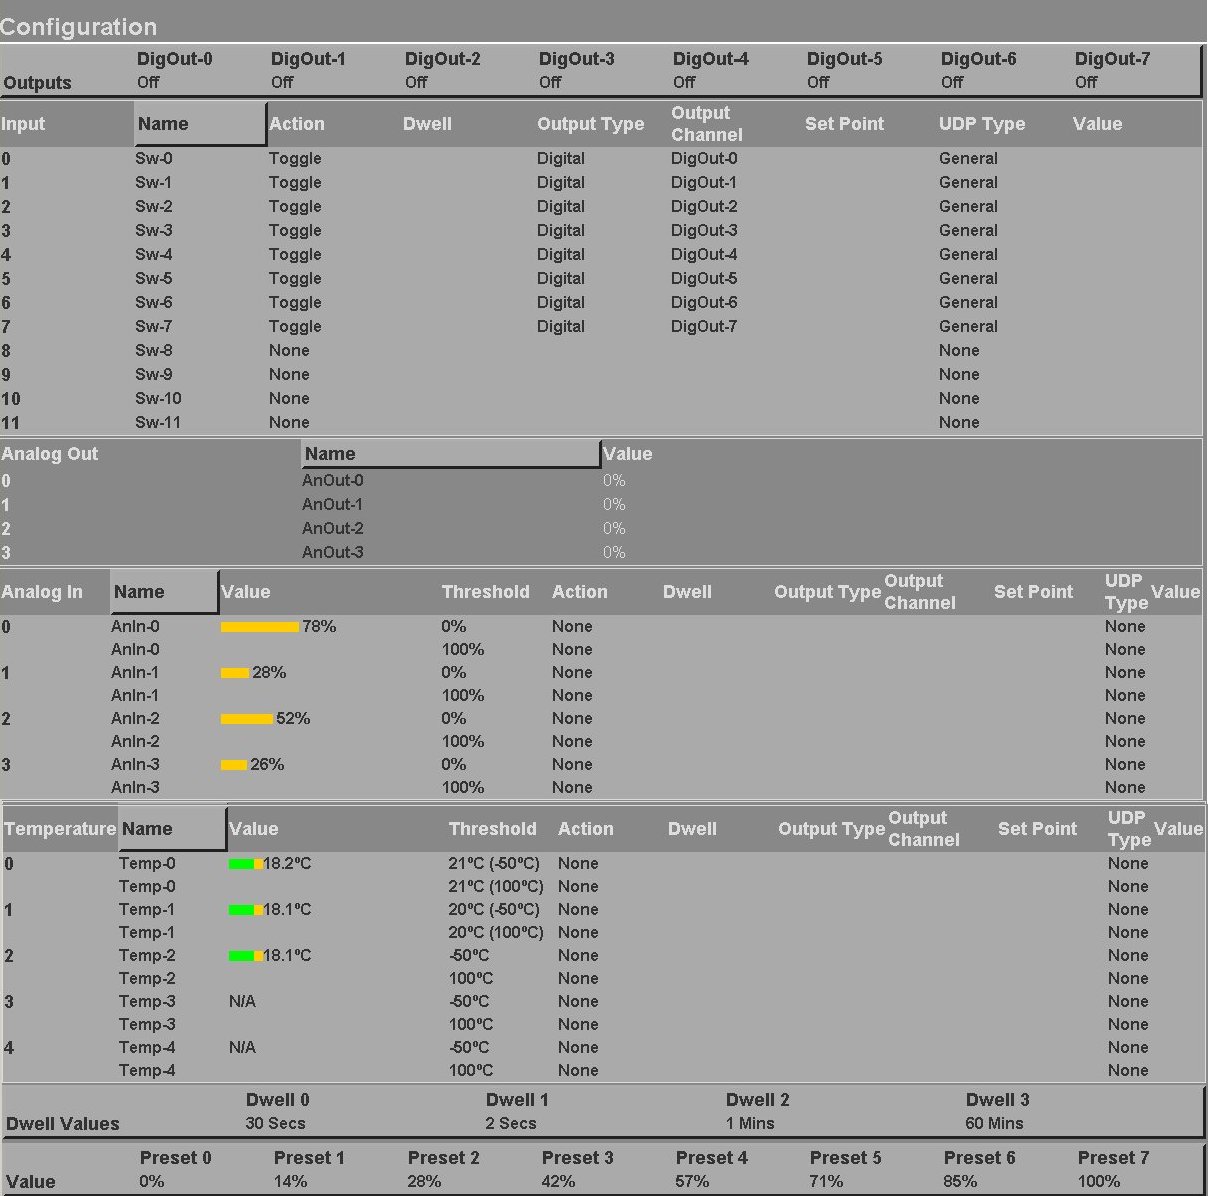 Configuration
Outputs DigOut-0 Off DigOut-1 Off DigOut-2 Off DigOut-3 Off DigOut-4 Off DigOut-5 Off DigOut-6 Off DigOut-7 Off
Input Name Action Dwell Output Type Output Channel Set Point UDP Type Value
0 Sw-0 Toggle Digital DigOut-0 General
1 Sw-1 Toggle Digital DigOut-1 General
2 Sw-2 Toggle Digital DigOut-2 General
3 Sw-3 Toggle Digital DigOut-3 General
4 Sw-4 Toggle Digital DigOut-4 General
5 Sw-5 Toggle Digital DigOut-5 General
6 Sw-6 Toggle Digital DigOut-6 General
7 Sw-7 Toggle Digital DigOut-7 General
8 Sw-8 None None
9 Sw-9 None None
10 Sw-10 None None
11 Sw-11 None None
Analog Out Name Value
0 AnOut-0 0%
1 AnOut-1 0%
2 AnOut-2 0%
3 AnOut-3 0%
Analog In Name Value Threshold Action Dwell Output Type Output Channel Set Point UDP Type Value
0 AnIn-0 78% 0% None None
AnIn-0 100% None None
1 AnIn-1 28% 0% None None
AnIn-1 100% None None
2 AnIn-2 52% 0% None None
AnIn-2 100% None None
3 AnIn-3 26% 0% None None
AnIn-3 100% None None
Temperature Name Value Threshold Action Dwell Output Type Output Channel Set Point UDP Type Value
0 Temp-0 18.2ºC 21ºC (-50ºC) None None
Temp-0 21ºC (100ºC) None None
1 Temp-1 18.1ºC 20ºC (-50ºC) None None
Temp-1 20ºC (100ºC) None None
2 Temp-2 18.1ºC -50ºC None None
Temp-2 100ºC None None
3 Temp-3 N/A -50ºC None None
Temp-3 100ºC None None
4 Temp-4 N/A -50ºC None None
Temp-4 100ºC None None
Dwell 0 Dwell 1 Dwell 2 Dwell 3
Dwell Values 30 Secs 2 Secs 1 Mins 60 Mins
Preset 0 Preset 1 Preset 2 Preset 3 Preset 4 Preset 5 Preset 6 Preset 7
Value 0% 14% 28% 42% 57% 71% 85% 100%